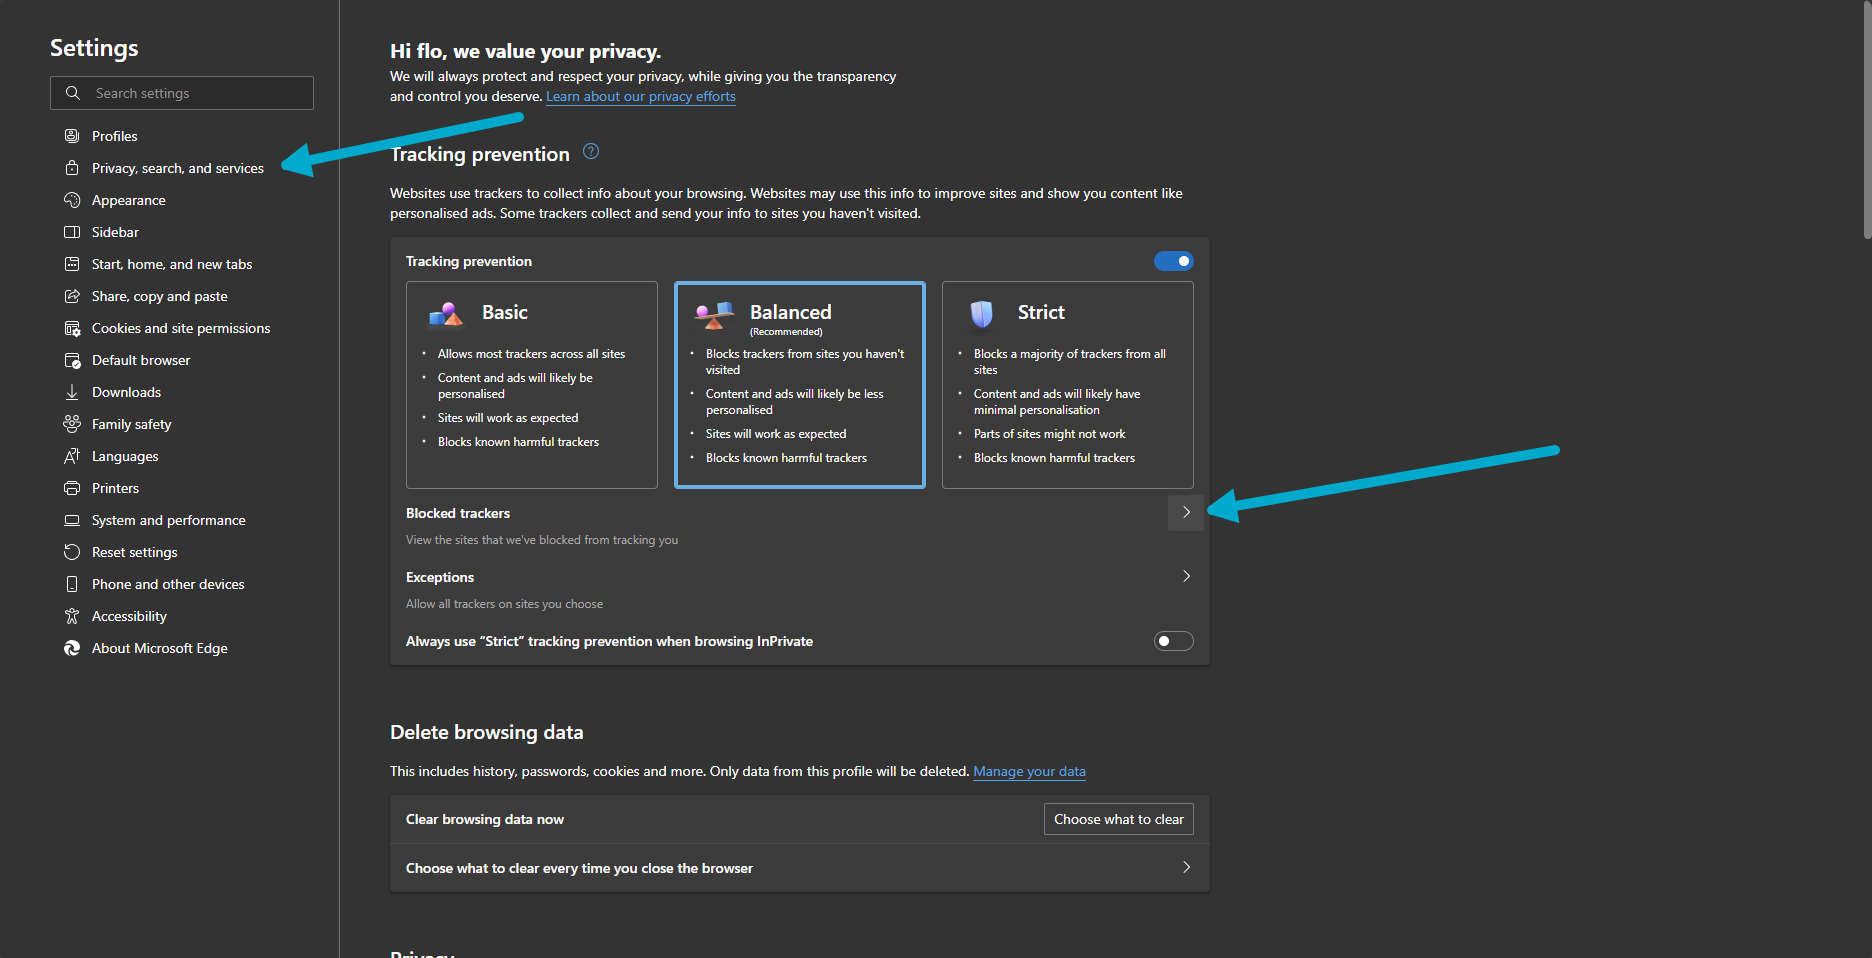 Settings
Search settings
Profiles
Privacy, search, and services
Appearance
Sidebar
Start, home, and new tabs
Share, copy and paste
Cookies and site permissions
Default browser
Downloads
Family safety
Languages
Printers
System and performance
Reset settings
Phone and other devices
Accessibility
About Microsoft Edge
Hi flo, we value your privacy.
We will always protect and respect your privacy, while giving you the transparency
and control you deserve. Learn about our privacy efforts
Tracking prevention
Websites use trackers to collect info about your browsing. Websites may use this info to improve sites and show you content like
personalised ads. Some trackers collect and send your info to sites you haven't visited.
Tracking prevention
Basic
• Allows most trackers across all sites
• Content and ads will likely be
personalised
• Sites will work as expected
• Blocks known harmful trackers
Balanced
(Recommended)
• Blocks trackers from sites you haven't
visited
• Content and ads will likely be less
personalised
• Sites will work as expected
• Blocks known harmful trackers
Strict
• Blocks a majority of trackers from all
sites
• Content and ads will likely have
minimal personalisation
• Parts of sites might not work
• Blocks known harmful trackers
Blocked trackers
View the sites that we've blocked from tracking you
Exceptions
Allow all trackers on sites you choose
Always use “Strict” tracking prevention when browsing InPrivate
Delete browsing data
This includes history, passwords, cookies and more. Only data from this profile will be deleted. Manage your data
Clear browsing data now
Choose what to clear
Choose what to clear every time you close the browser
Privacy